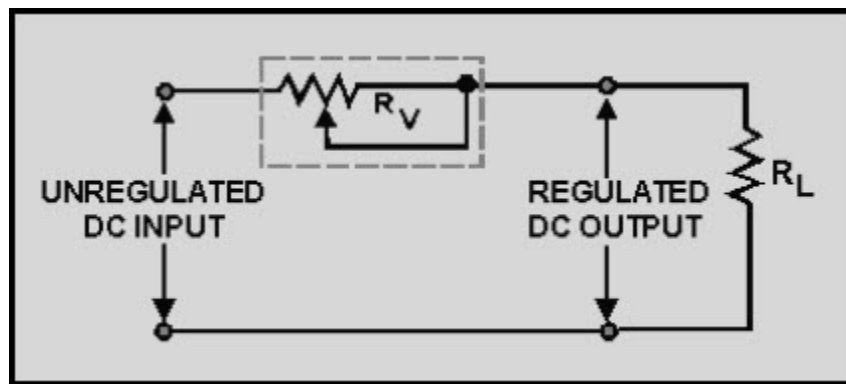 R V
UNREGULATED
DC INPUT
REGULATED
DC OUTPUT
R L